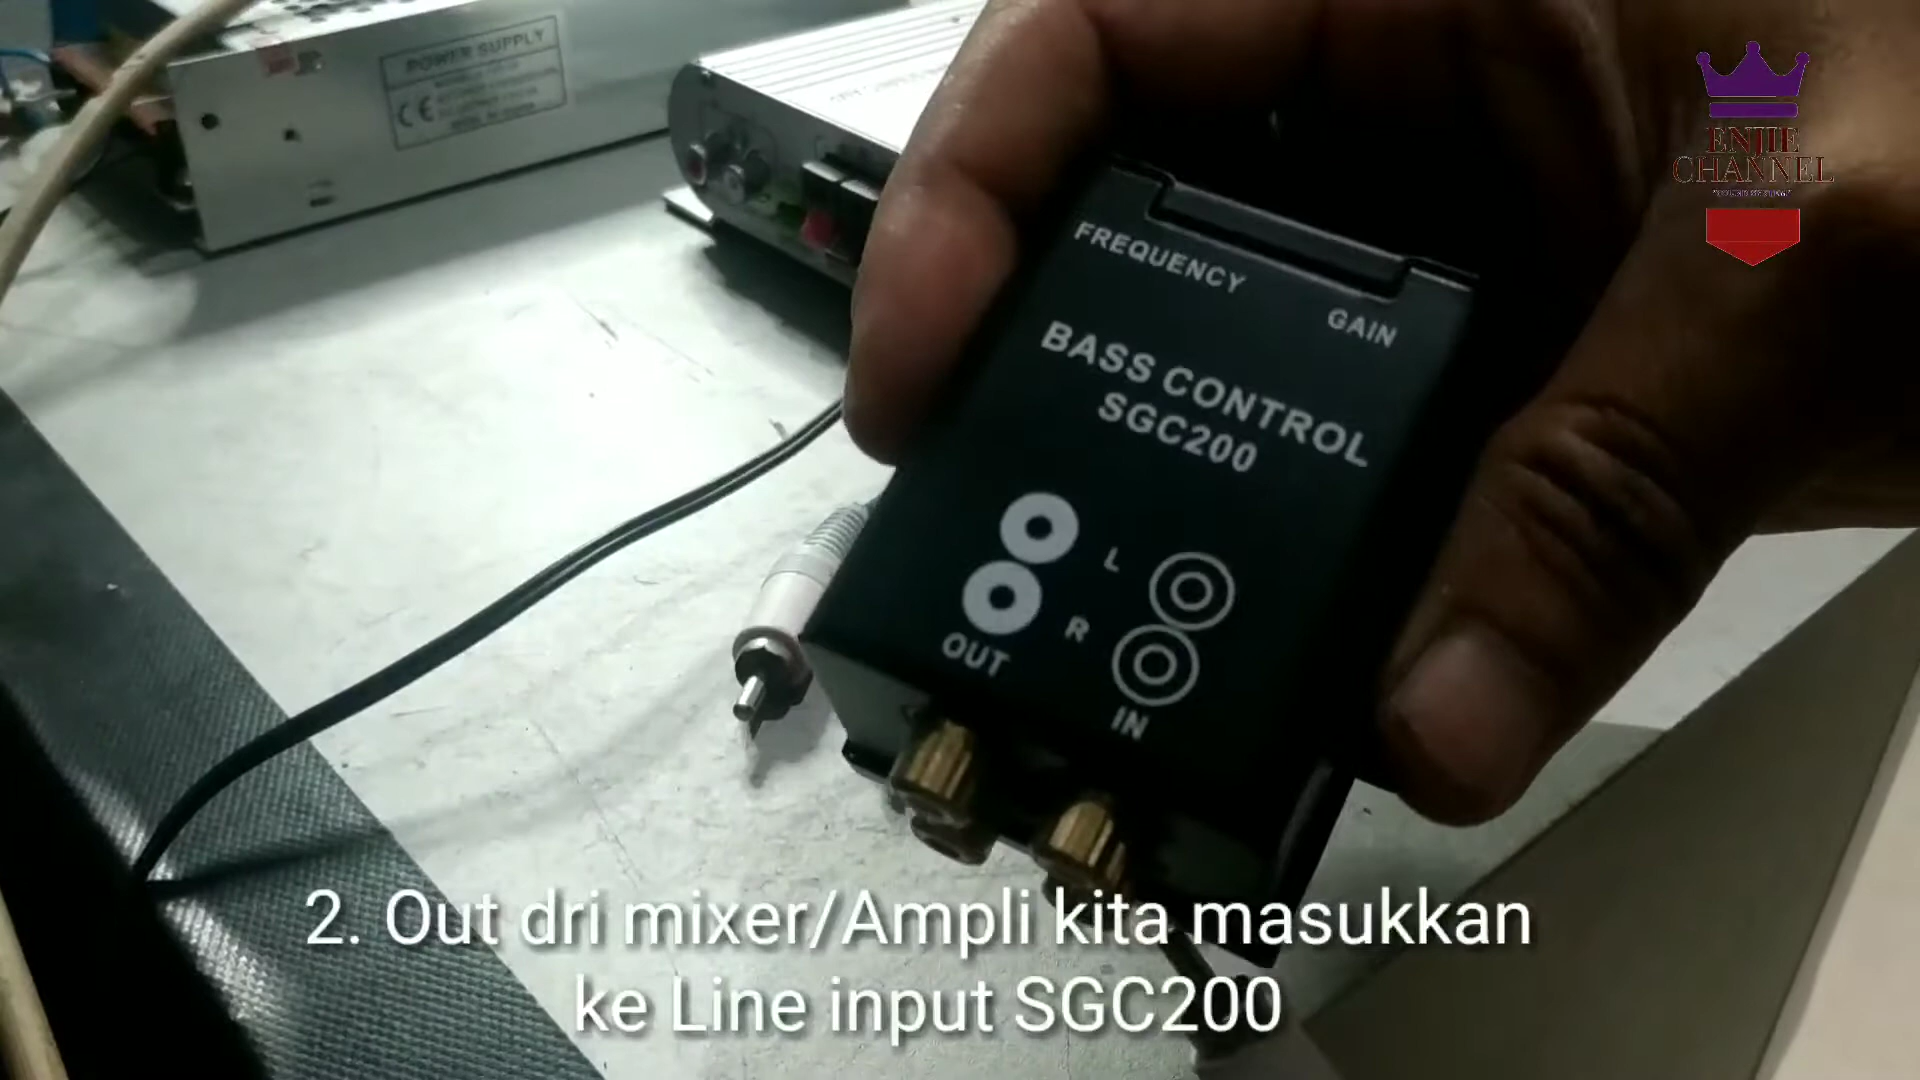 POWER SUPPLY
CE
ENJIE
CHANNEL
FREQUENCY
GAIN
BASS CONTROL
SGC200
L
R
OUT
IN
2. Out dri mixer/Ampli kita masukkan
ke Line input SGC200